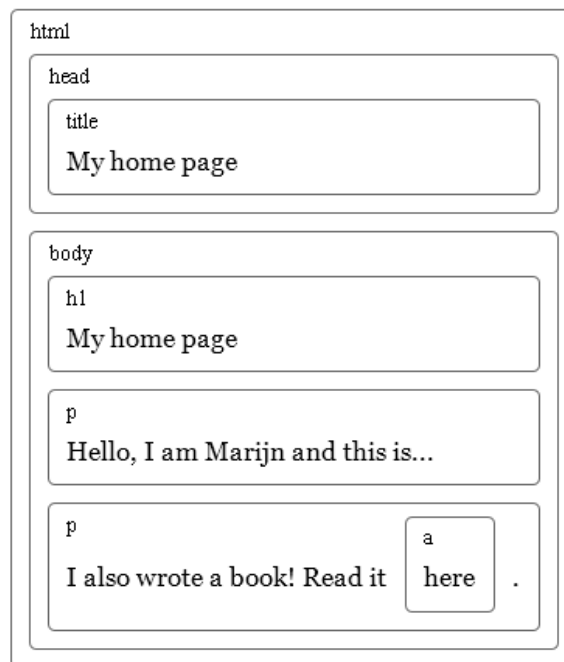 html
head
title
My home page
body
h1
My home page
p
Hello, I am Marijn and this is...
p
a
I also wrote a book! Read it here .